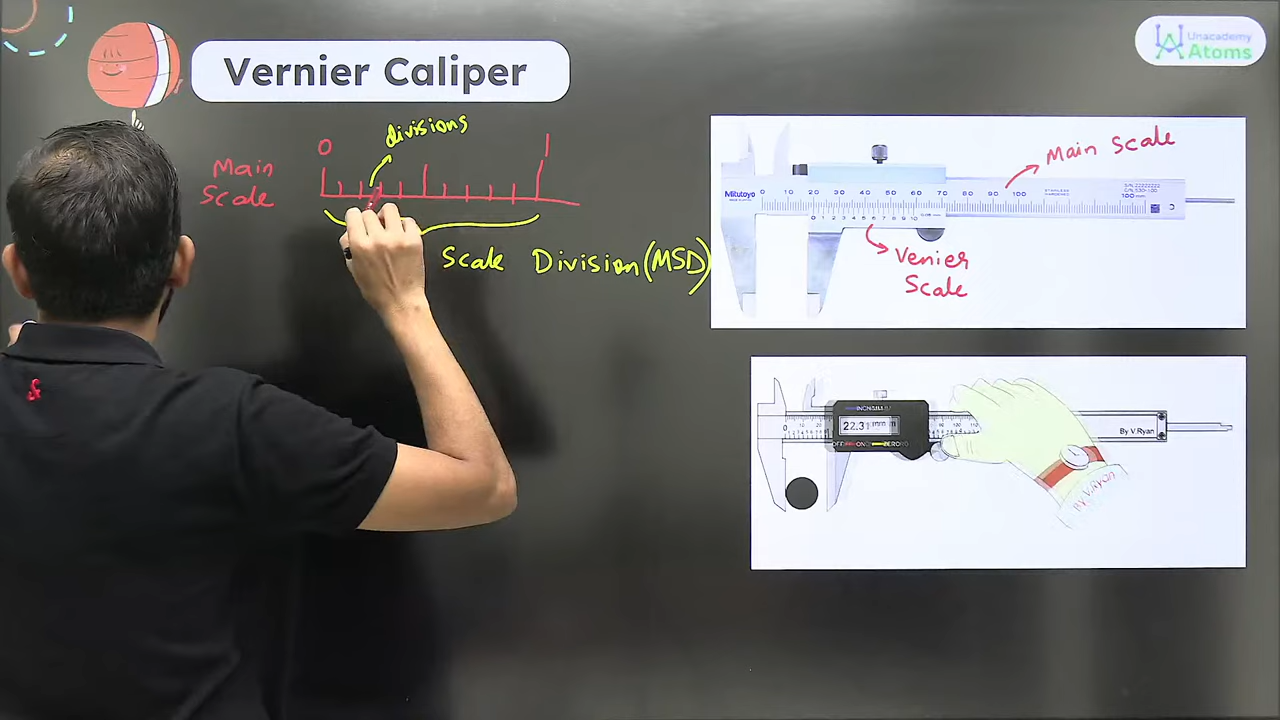 Vernier Caliper
Unacademy
Atoms
divisions
0 1
Main
Scale
Scale Division (MSD)
Main Scale
Mitutoyo
0 10 20 30 40 50 60 70 80 90 100
0 1 2 3 4 5 6 7 8 9 10
Venier
Scale
22.31
By V.Ryan
By V.Ryan